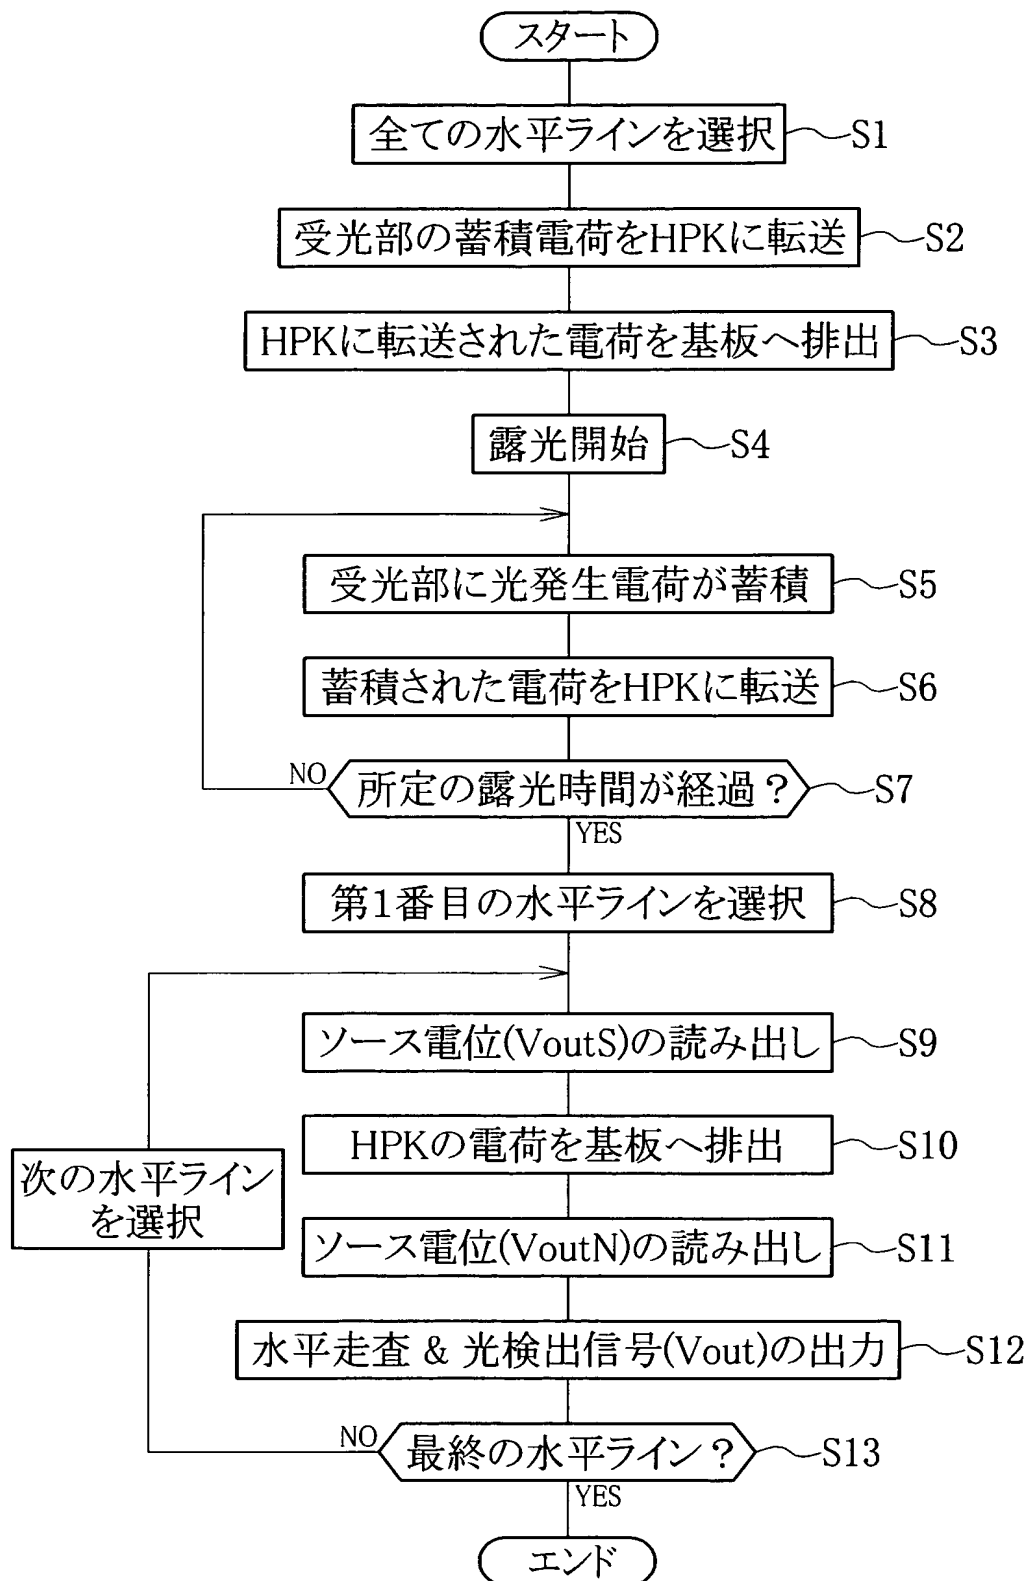 スタート
全ての水平ラインを選択
S1
受光部の蓄積電荷をHPKに転送
S2
HPKに転送された電荷を基板へ排出
S3
露光開始
S4
受光部に光発生電荷が蓄積
S5
蓄積された電荷をHPKに転送
S6
NO
所定の露光時間が経過？
S7
YES
第1番目の水平ラインを選択
S8
ソース電位(VoutS)の読み出し
S9
HPKの電荷を基板へ排出
S10
次の水平ライン
を選択
ソース電位(VoutN)の読み出し
S11
水平走査 & 光検出信号(Vout)の出力
S12
NO
最終の水平ライン？
S13
YES
エンド